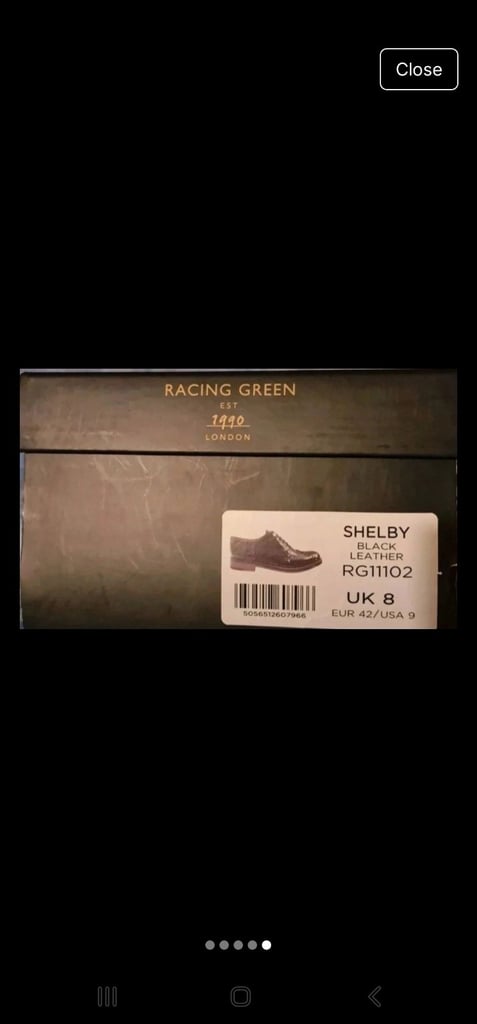 Close
RACING GREEN
EST
1990
LONDON
SHELBY
BLACK
LEATHER
RG11102
5056512607966
UK 8
EUR 42/USA 9